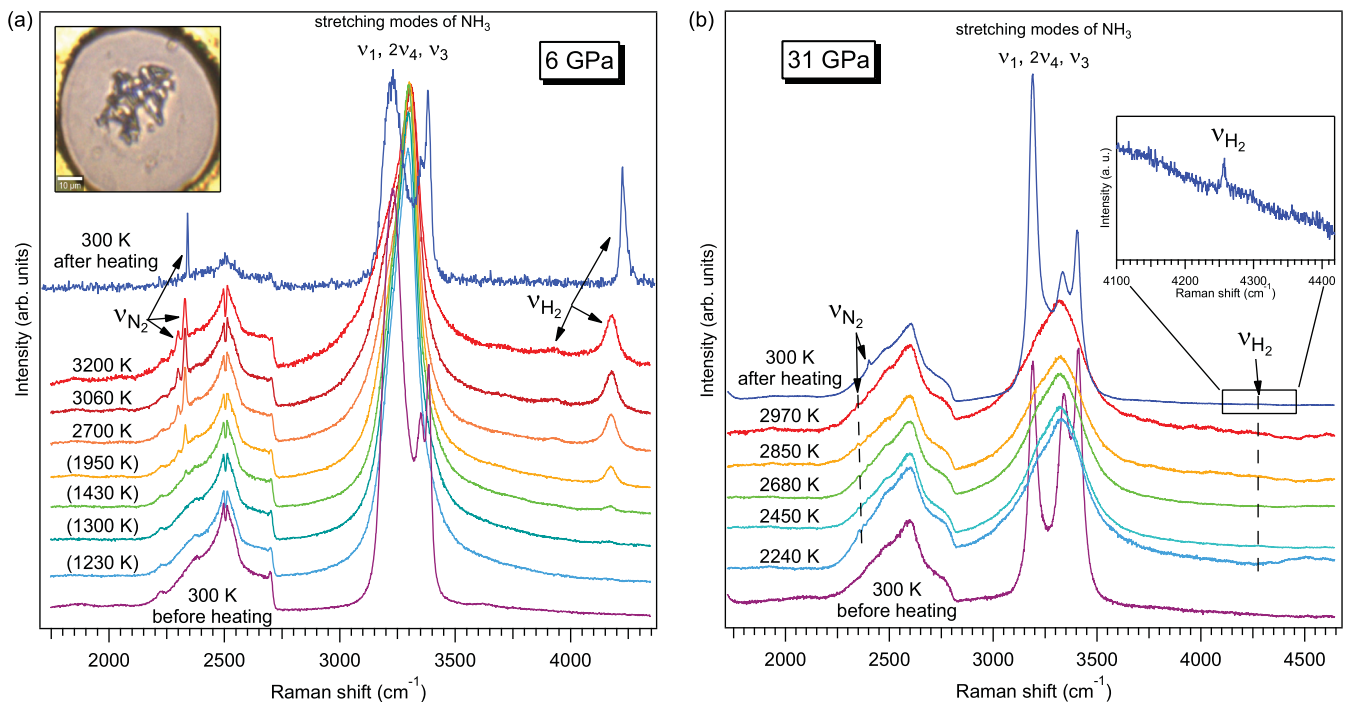 (a)
stretching modes of NH3
ν1, 2ν4, ν3
6 GPa
10 μm
300 K
after heating
νN2
νH2
3200 K
3060 K
2700 K
(1950 K)
(1430 K)
(1300 K)
(1230 K)
300 K
before heating
Intensity (arb. units)
2000 2500 3000 3500 4000
Raman shift (cm-1)
(b)
stretching modes of NH3
ν1, 2ν4, ν3
31 GPa
νH2
Intensity (a. u.)
4100 4200 4300 4400
Raman shift (cm-1)
νN2
νH2
300 K
after heating
2970 K
2850 K
2680 K
2450 K
2240 K
300 K
before heating
Intensity (arb. units)
2000 2500 3000 3500 4000 4500
Raman shift (cm-1)